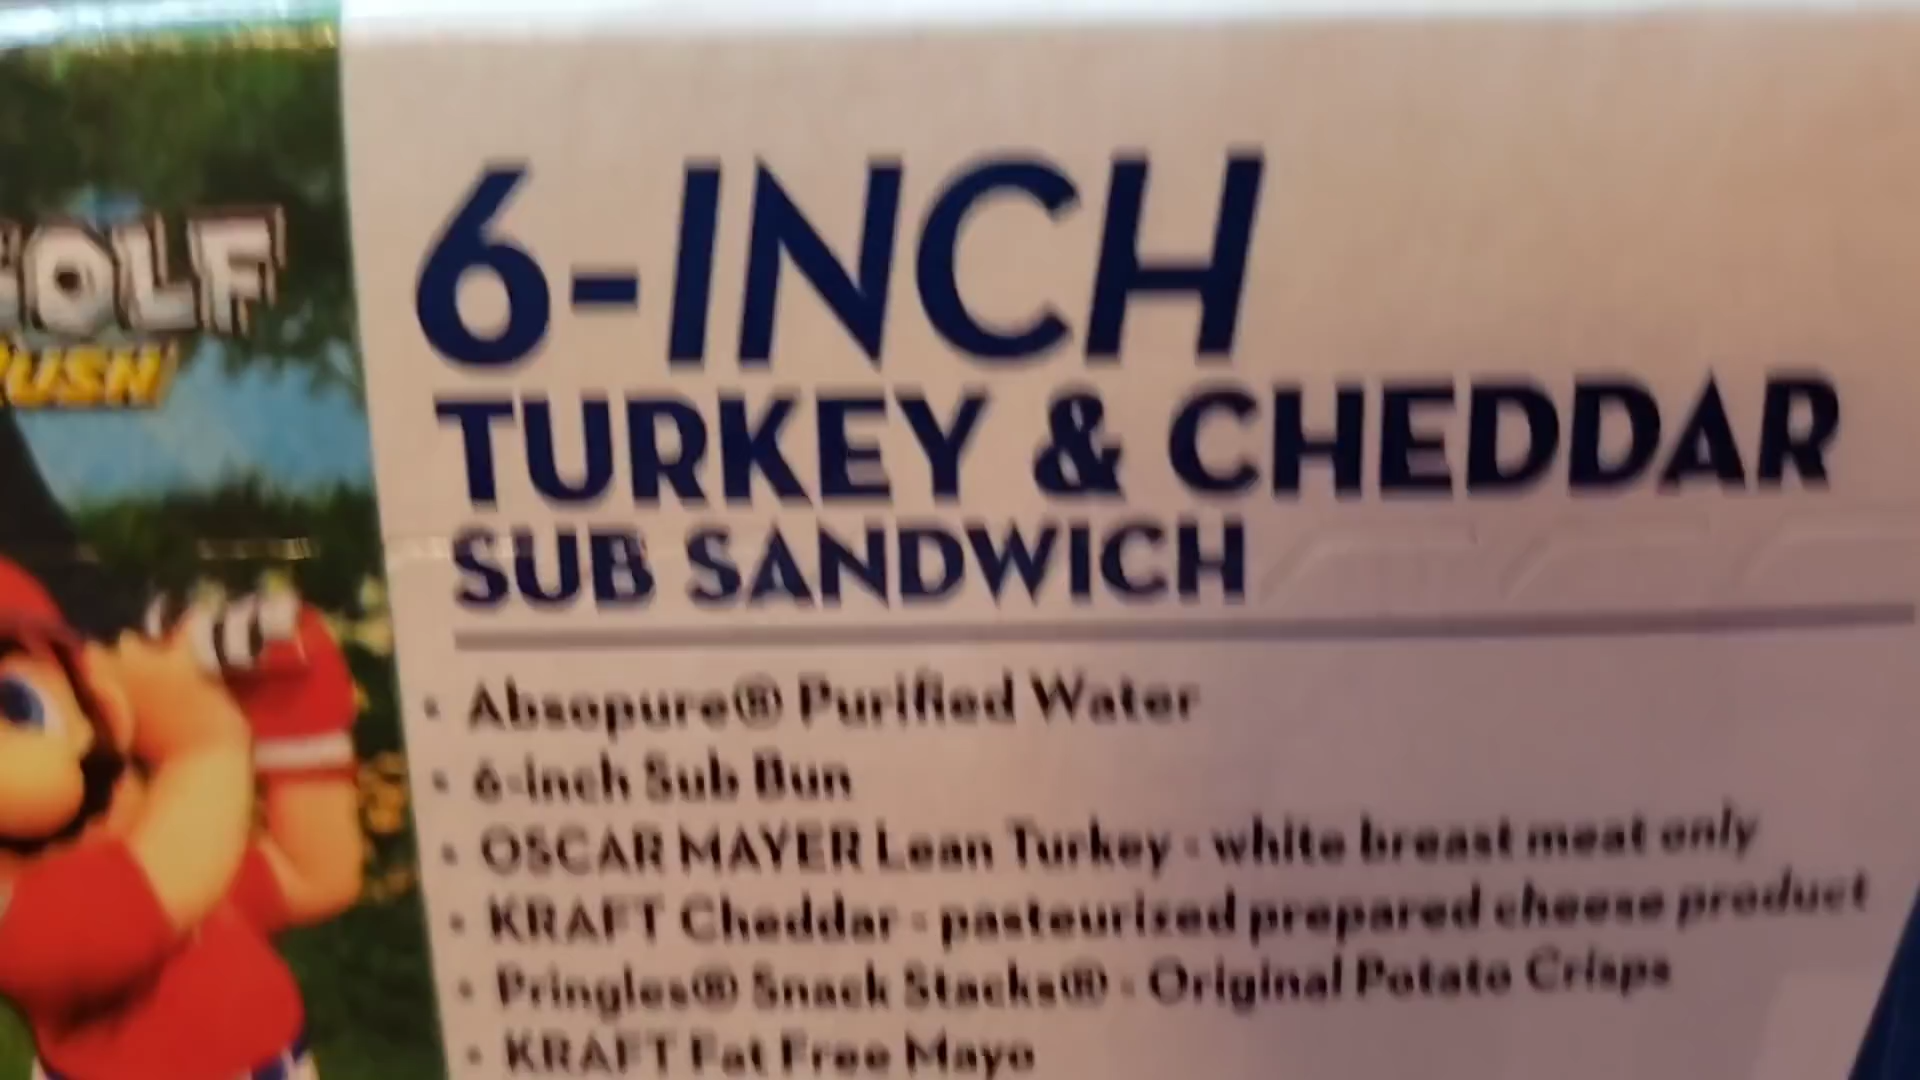 GOLF
RUSH
6-INCH
TURKEY & CHEDDAR
SUB SANDWICH
• Absopure® Purified Water
• 6-inch Sub Bun
• OSCAR MAYER Lean Turkey - white breast meat only
• KRAFT Cheddar - pasteurized prepared cheese product
• Pringles® Snack Stacks® - Original Potato Crisps
• KRAFT Fat Free Mayo